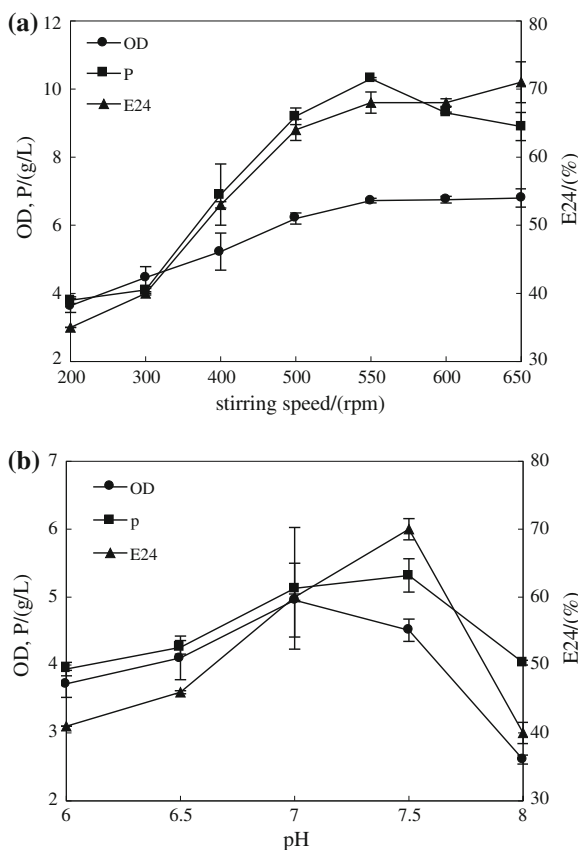 (a)
OD
P
E24
12
10
8
6
4
2
OD, P/(g/L)
80
70
60
50
40
30
E24/(%)
200 300 400 500 550 600 650
stirring speed/(rpm)
(b)
OD
p
E24
7
6
5
4
3
2
OD, P/(g/L)
80
70
60
50
40
30
E24/(%)
6 6.5 7 7.5 8
pH